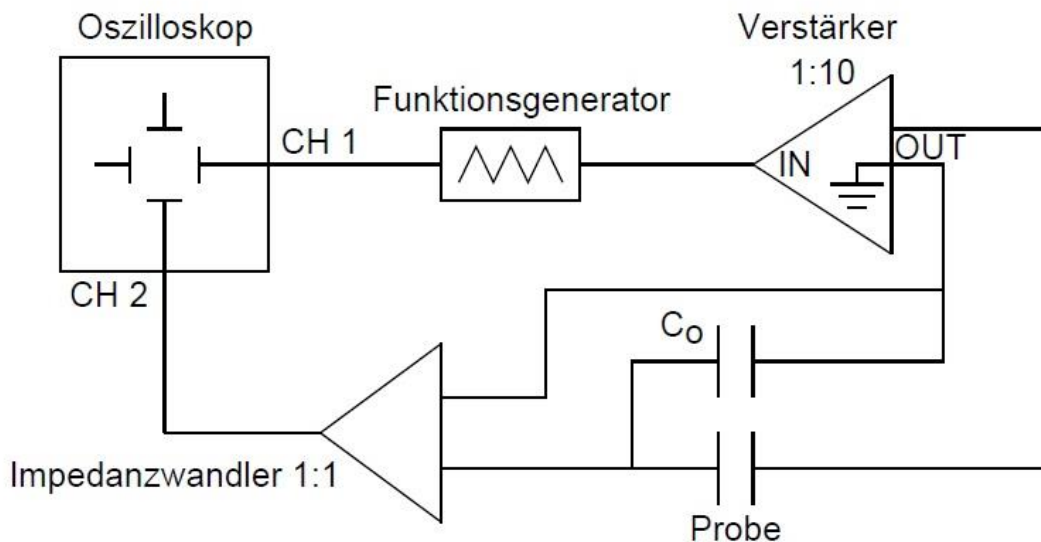 Oszilloskop
Verstärker
1:10
Funktionsgenerator
CH 1
IN
OUT
CH 2
Co
Impedanzwandler 1:1
Probe